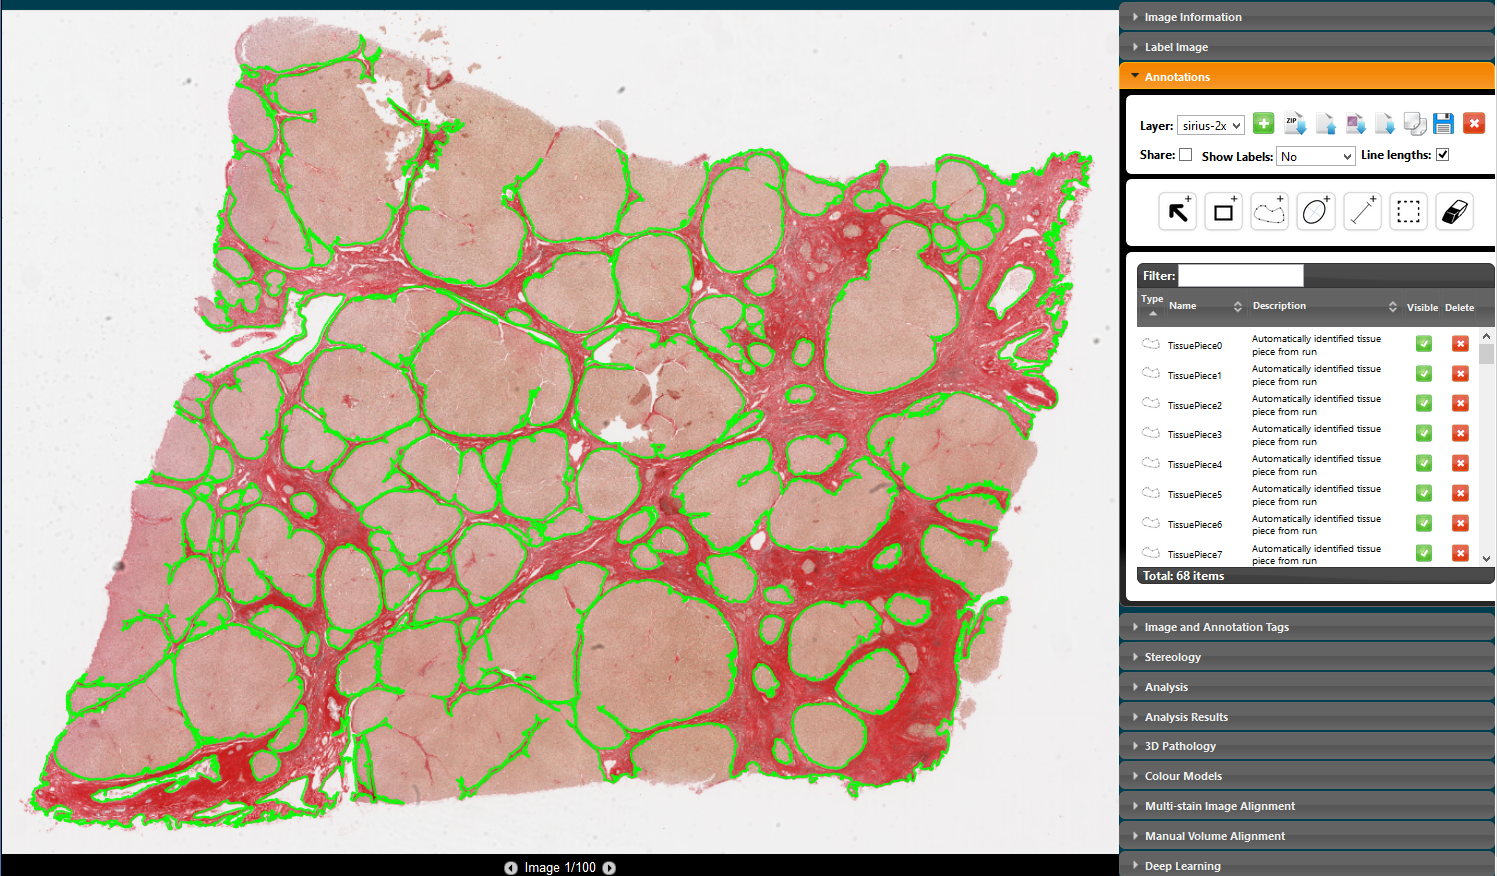 Image Information
Label Image
Annotations
Layer: sirius-2x ZIP
Share: Show Labels: No Line lengths:
Filter:
Type Name Description Visible Delete
TissuePiece0 Automatically identified tissue
piece from run
TissuePiece1 Automatically identified tissue
piece from run
TissuePiece2 Automatically identified tissue
piece from run
TissuePiece3 Automatically identified tissue
piece from run
TissuePiece4 Automatically identified tissue
piece from run
TissuePiece5 Automatically identified tissue
piece from run
TissuePiece6 Automatically identified tissue
piece from run
TissuePiece7 Automatically identified tissue
piece from run
Total: 68 items
Image and Annotation Tags
Stereology
Analysis
Analysis Results
3D Pathology
Colour Models
Multi-stain Image Alignment
Manual Volume Alignment
Deep Learning
Image 1/100